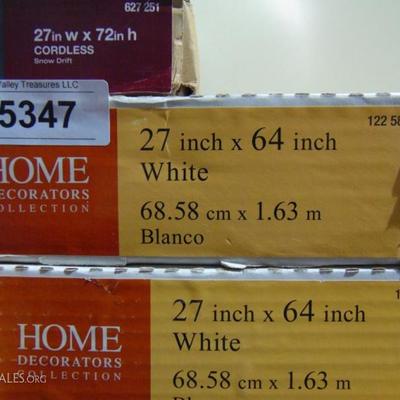 627 251
27in w x 72in h
CORDLESS
Snow Drift
Valley Treasures LLC
5347
27 inch x 64 inch
122 58
HOME
White
DECORATORS
COLLECTION
68.58 cm x 1.63 m
Blanco
27 inch x 64 inch
HOME
White
DECORATORS
COLLECTION
68.58 cm x 1.63 m
ALES.ORG